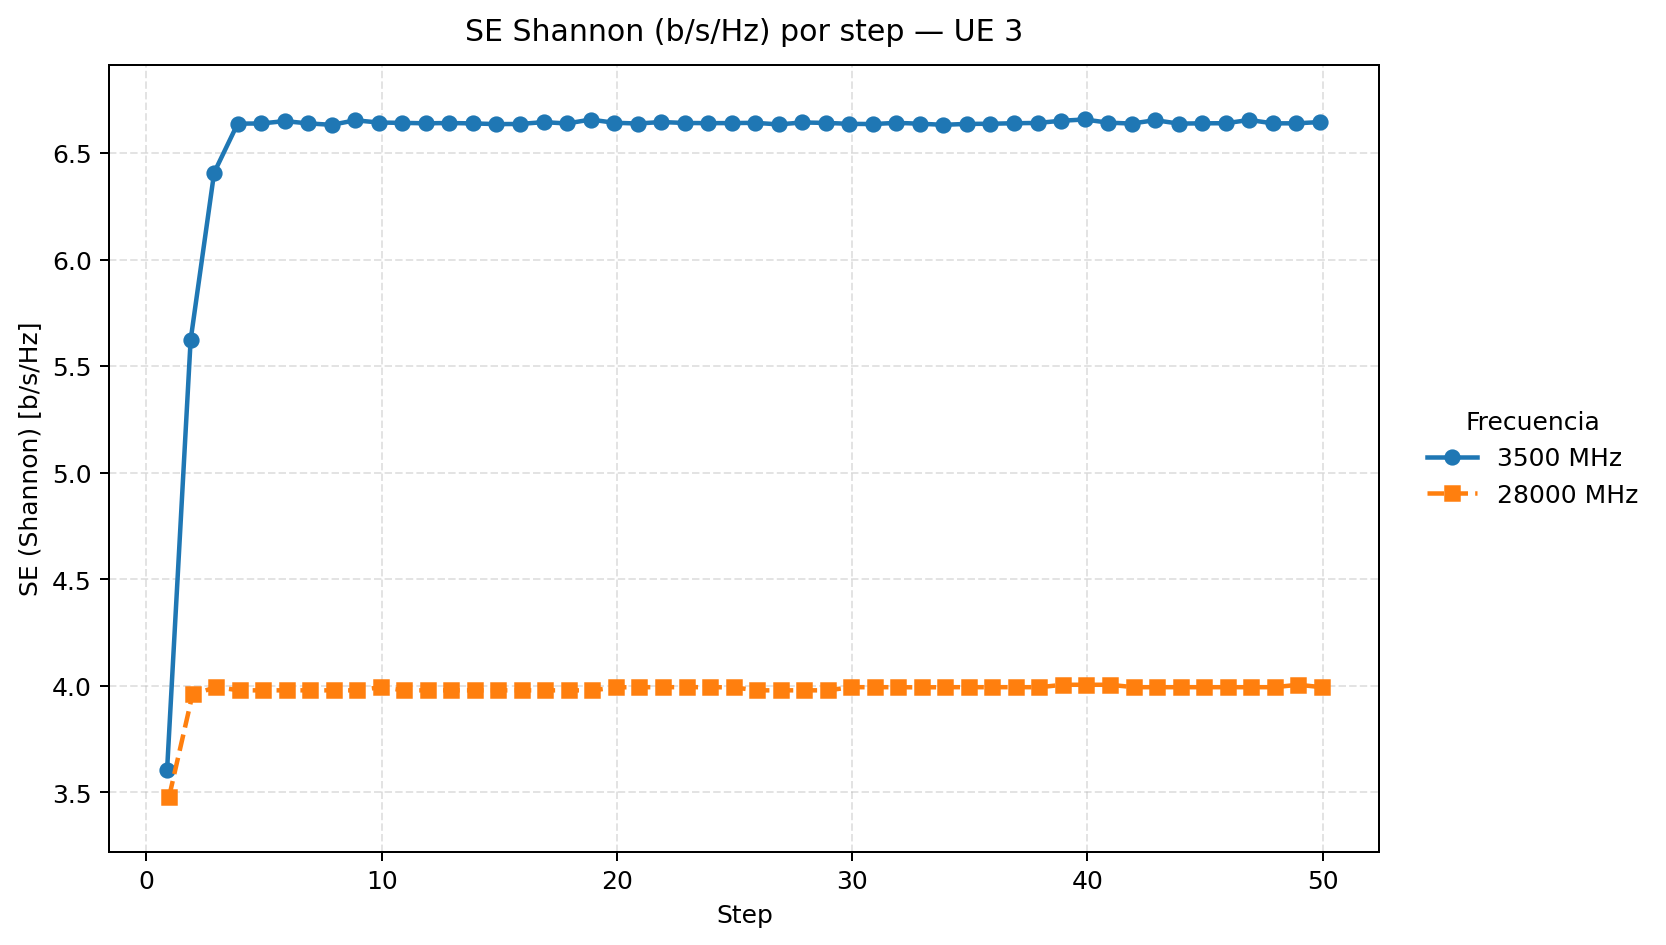 SE Shannon (b/s/Hz) por step — UE 3
SE (Shannon) [b/s/Hz]
6.5
6.0
5.5
5.0
4.5
4.0
3.5
0 10 20 30 40 50
Step
Frecuencia
3500 MHz
28000 MHz